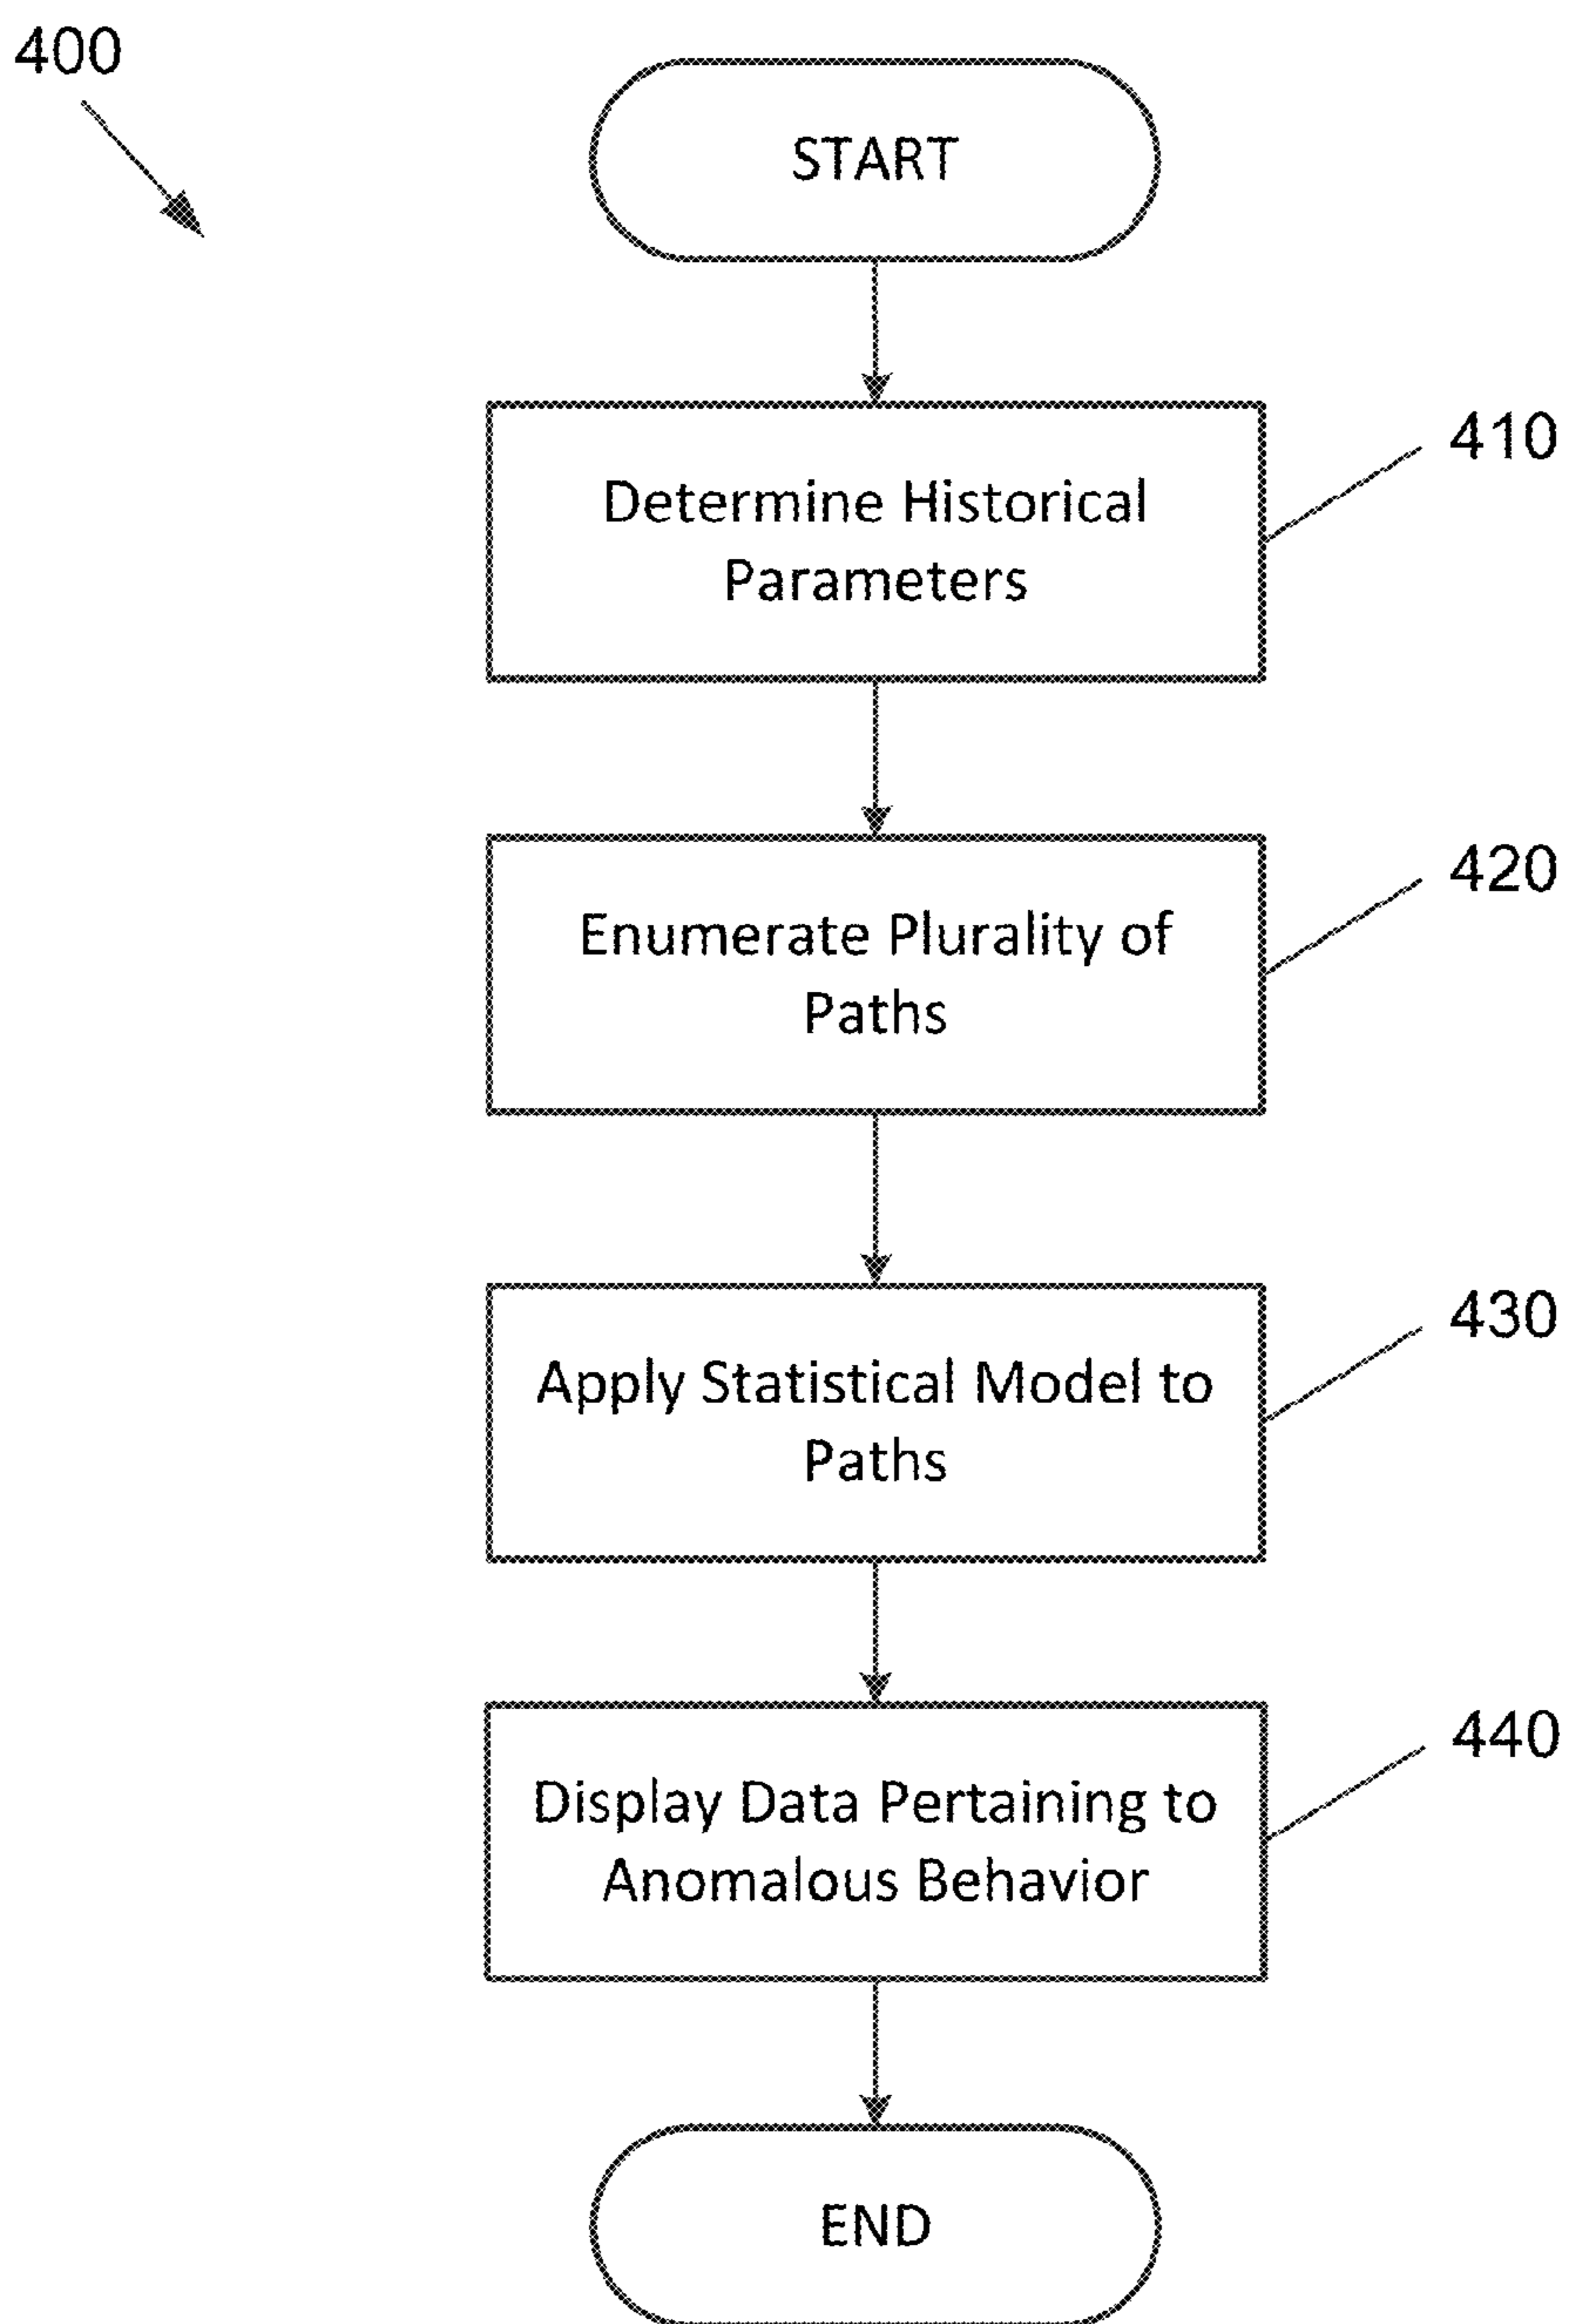 400
START
Determine Historical
Parameters
410
Enumerate Plurality of
Paths
420
Apply Statistical Model to
Paths
430
Display Data Pertaining to
Anomalous Behavior
440
END